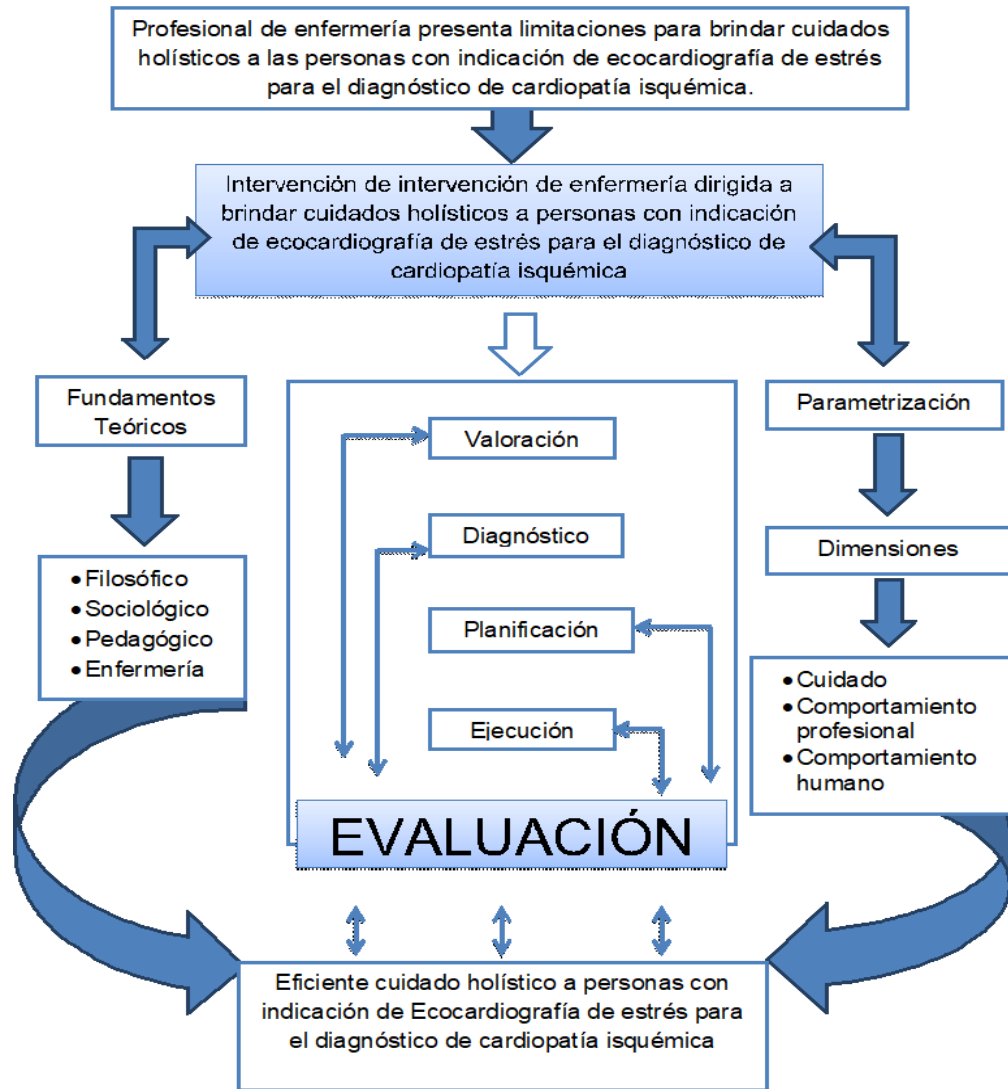 Profesional de enfermería presenta limitaciones para brindar cuidados
holísticos a las personas con indicación de ecocardiografía de estrés
para el diagnóstico de cardiopatía isquémica.
Intervención de intervención de enfermería dirigida a
brindar cuidados holísticos a personas con indicación
de ecocardiografía de estrés para el diagnóstico de
cardiopatía isquémica
Fundamentos
Teóricos
• Filosófico
• Sociológico
• Pedagógico
• Enfermería
Valoración
Diagnóstico
Planificación
Ejecución
EVALUACIÓN
Parametrización
Dimensiones
• Cuidado
• Comportamiento
profesional
• Comportamiento
humano
Eficiente cuidado holístico a personas con
indicación de Ecocardiografía de estrés para
el diagnóstico de cardiopatía isquémica